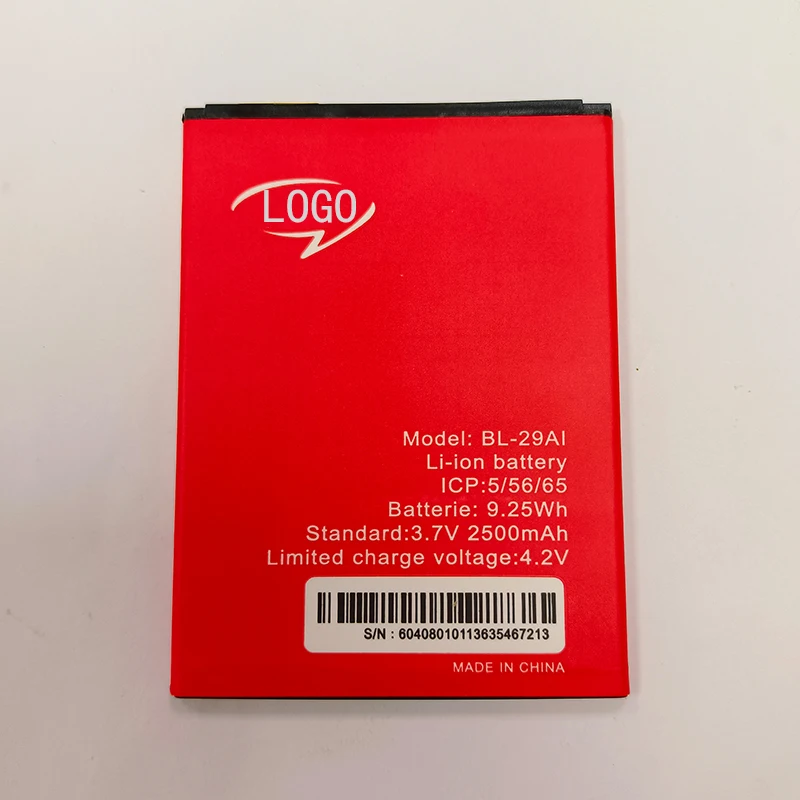 LOGO
Model: BL-29AI
Li-ion battery
ICP:5/56/65
Batterie: 9.25Wh
Standard:3.7V 2500mAh
Limited charge voltage:4.2V
S/N : 60408010113635467213
MADE IN CHINA